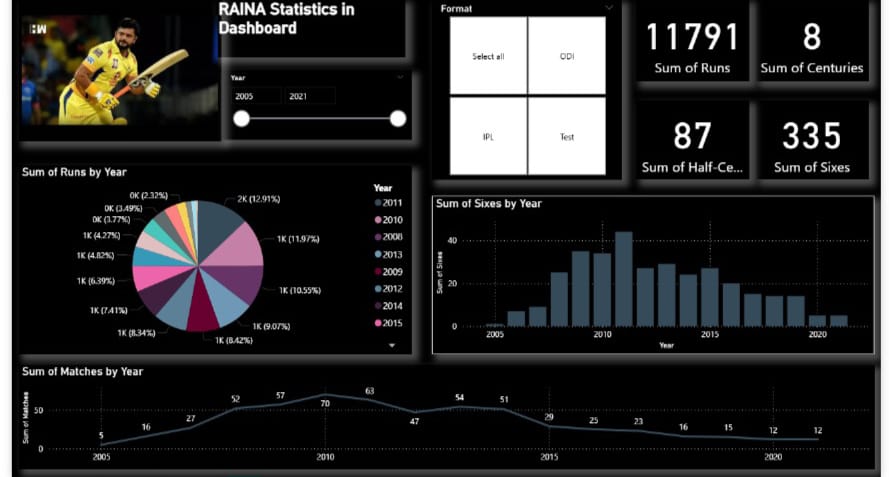 HW
RAINA Statistics in
Dashboard
Year
2005 2021
Format
Select all
ODI
IPL
Test
11791
Sum of Runs
8
Sum of Centuries
87
Sum of Half-Ce...
335
Sum of Sixes
Sum of Runs by Year
2K (12.91%)
1K (11.97%)
1K (10.55%)
1K (9.07%)
1K (8.42%)
1K (8.34%)
1K (7.41%)
1K (6.39%)
1K (4.82%)
1K (4.27%)
0K (3.77%)
0K (3.49%)
0K (2.32%)
Year
2011
2010
2008
2013
2009
2012
2014
2015
Sum of Sixes by Year
Sum of Sixes
40
20
0
2005 2010 2015 2020
Year
Sum of Matches by Year
Sum of Matches
50
0
5 16 27 52 57 70 63 47 54 51 29 25 23 16 15 12 12
2005 2010 2015 2020